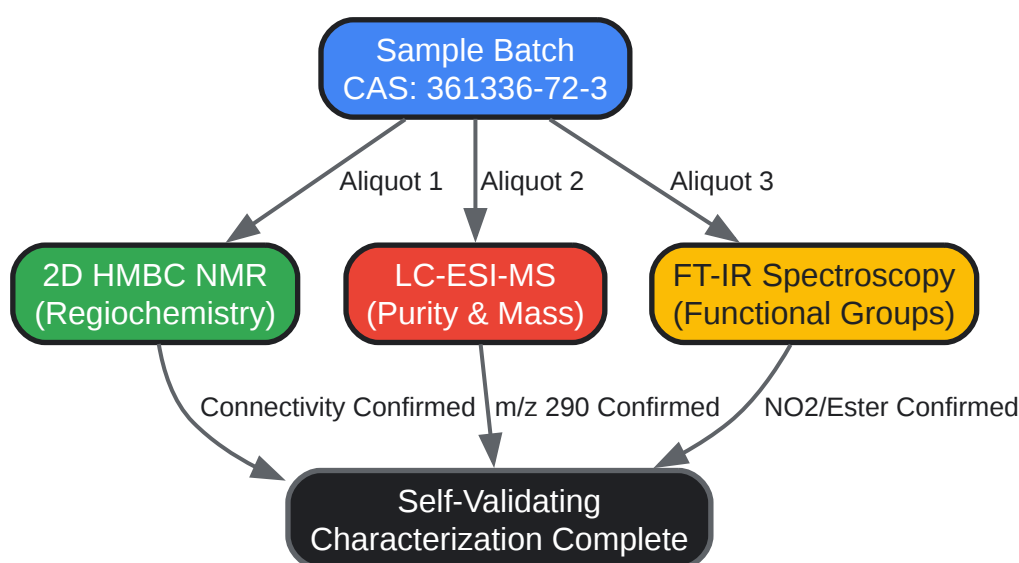 Sample Batch
CAS: 361336-72-3
Aliquot 1
Aliquot 2
Aliquot 3
2D HMBC NMR
(Regiochemistry)
LC-ESI-MS
(Purity & Mass)
FT-IR Spectroscopy
(Functional Groups)
Connectivity Confirmed
m/z 290 Confirmed
NO2/Ester Confirmed
Self-Validating
Characterization Complete